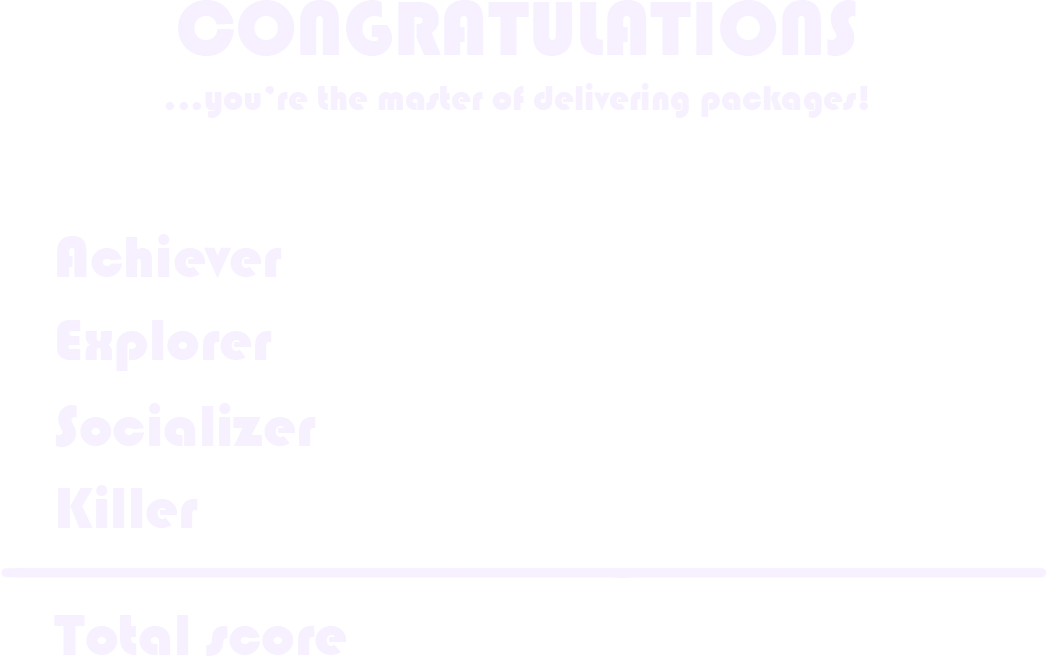 CONGRATULATIONS
...you're the master of delivering packages!
Achiever
Explorer
Socializer
Killer
Total score